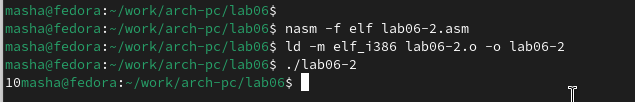 masha@fedora:~/work/arch-pc/lab06$
masha@fedora:~/work/arch-pc/lab06$ nasm -f elf lab06-2.asm
masha@fedora:~/work/arch-pc/lab06$ ld -m elf_i386 lab06-2.o -o lab06-2
masha@fedora:~/work/arch-pc/lab06$ ./lab06-2
10masha@fedora:~/work/arch-pc/lab06$